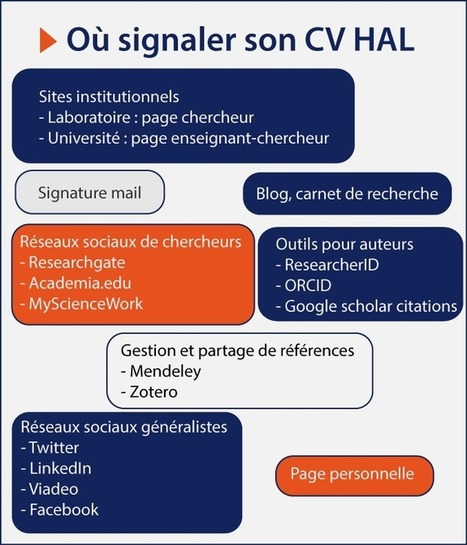 Où signaler son CV HAL
Sites institutionnels
- Laboratoire : page chercheur
- Université : page enseignant-chercheur
Signature mail
Blog, carnet de recherche
Réseaux sociaux de chercheurs
- Researchgate
- Academia.edu
- MyScienceWork
Outils pour auteurs
- ResearcherID
- ORCID
- Google scholar citations
Gestion et partage de références
- Mendeley
- Zotero
Réseaux sociaux généralistes
- Twitter
- LinkedIn
- Viadeo
- Facebook
Page personnelle